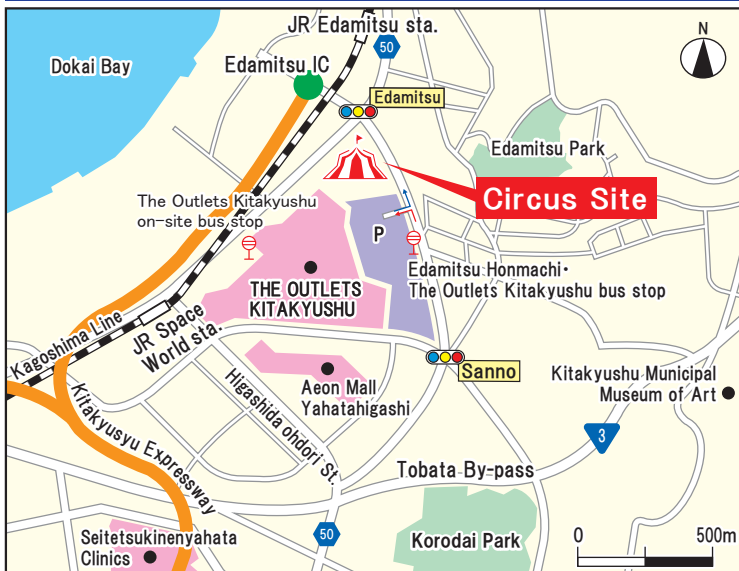 JR Edamitsu sta.
50
N
Dokai Bay
Edamitsu IC
Edamitsu
Edamitsu Park
Circus Site
The Outlets Kitakyushu
on-site bus stop
P
Edamitsu Honmachi・
The Outlets Kitakyushu bus stop
THE OUTLETS
KITAKYUSHU
Kagoshima Line
JR Space
World sta.
Sanno
Aeon Mall
Yahatahigashi
Kitakyushu Municipal
Museum of Art
Higashida ohdori St.
Kitakyusyu Expressway
3
Tobata By-pass
50
Korodai Park
Seitetsukinenyahata
Clinics
0 500m